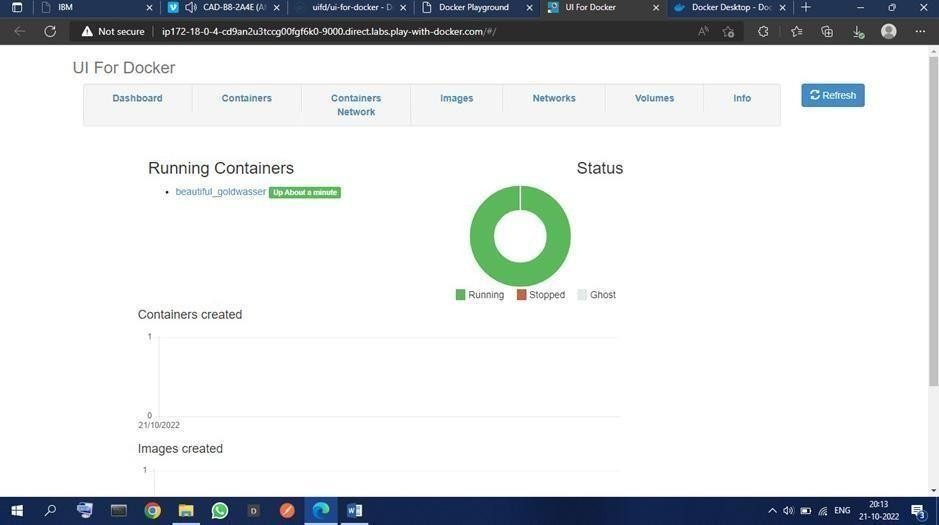 IBM
CAD-B8-2A4E (A
uifd/ui-for-docker - D
Docker Playground
UI For Docker
Docker Desktop - Doc
Not secure
ip172-18-0-4-cd9an2u3tccg00fgf6k0-9000.direct.labs.play-with-docker.com/#/
UI For Docker
Dashboard
Containers
Containers Network
Images
Networks
Volumes
Info
Refresh
Running Containers
beautiful_goldwasser Up About a minute
Status
Running Stopped Ghost
Containers created
1
0
21/10/2022
Images created
1
ENG
20:13
21-10-2022
3